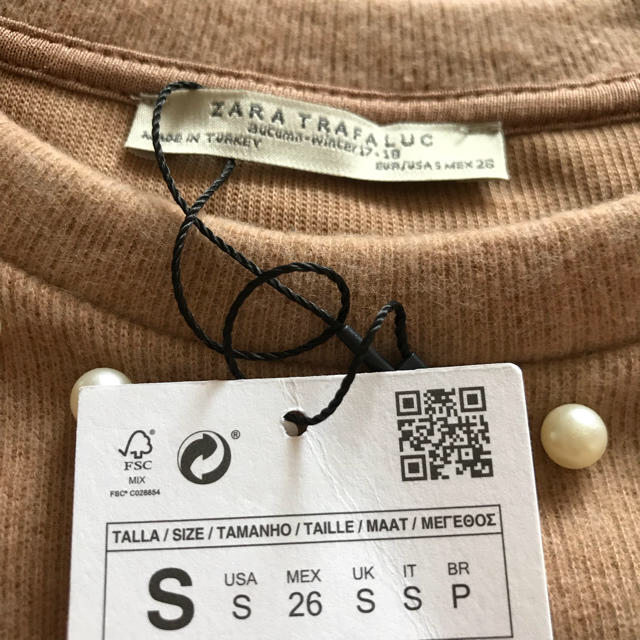 ZARA TRAFALUC
autumn-winter 17-18
MADE IN TURKEY
EUR/USA S MEX 26
FSC
MIX
FSC® C028884
®
TALLA / SIZE / TAMANHO / TAILLE / MAAT / ΜΕΓΕΘΟΣ
S USA S MEX 26 UK S IT S BR P